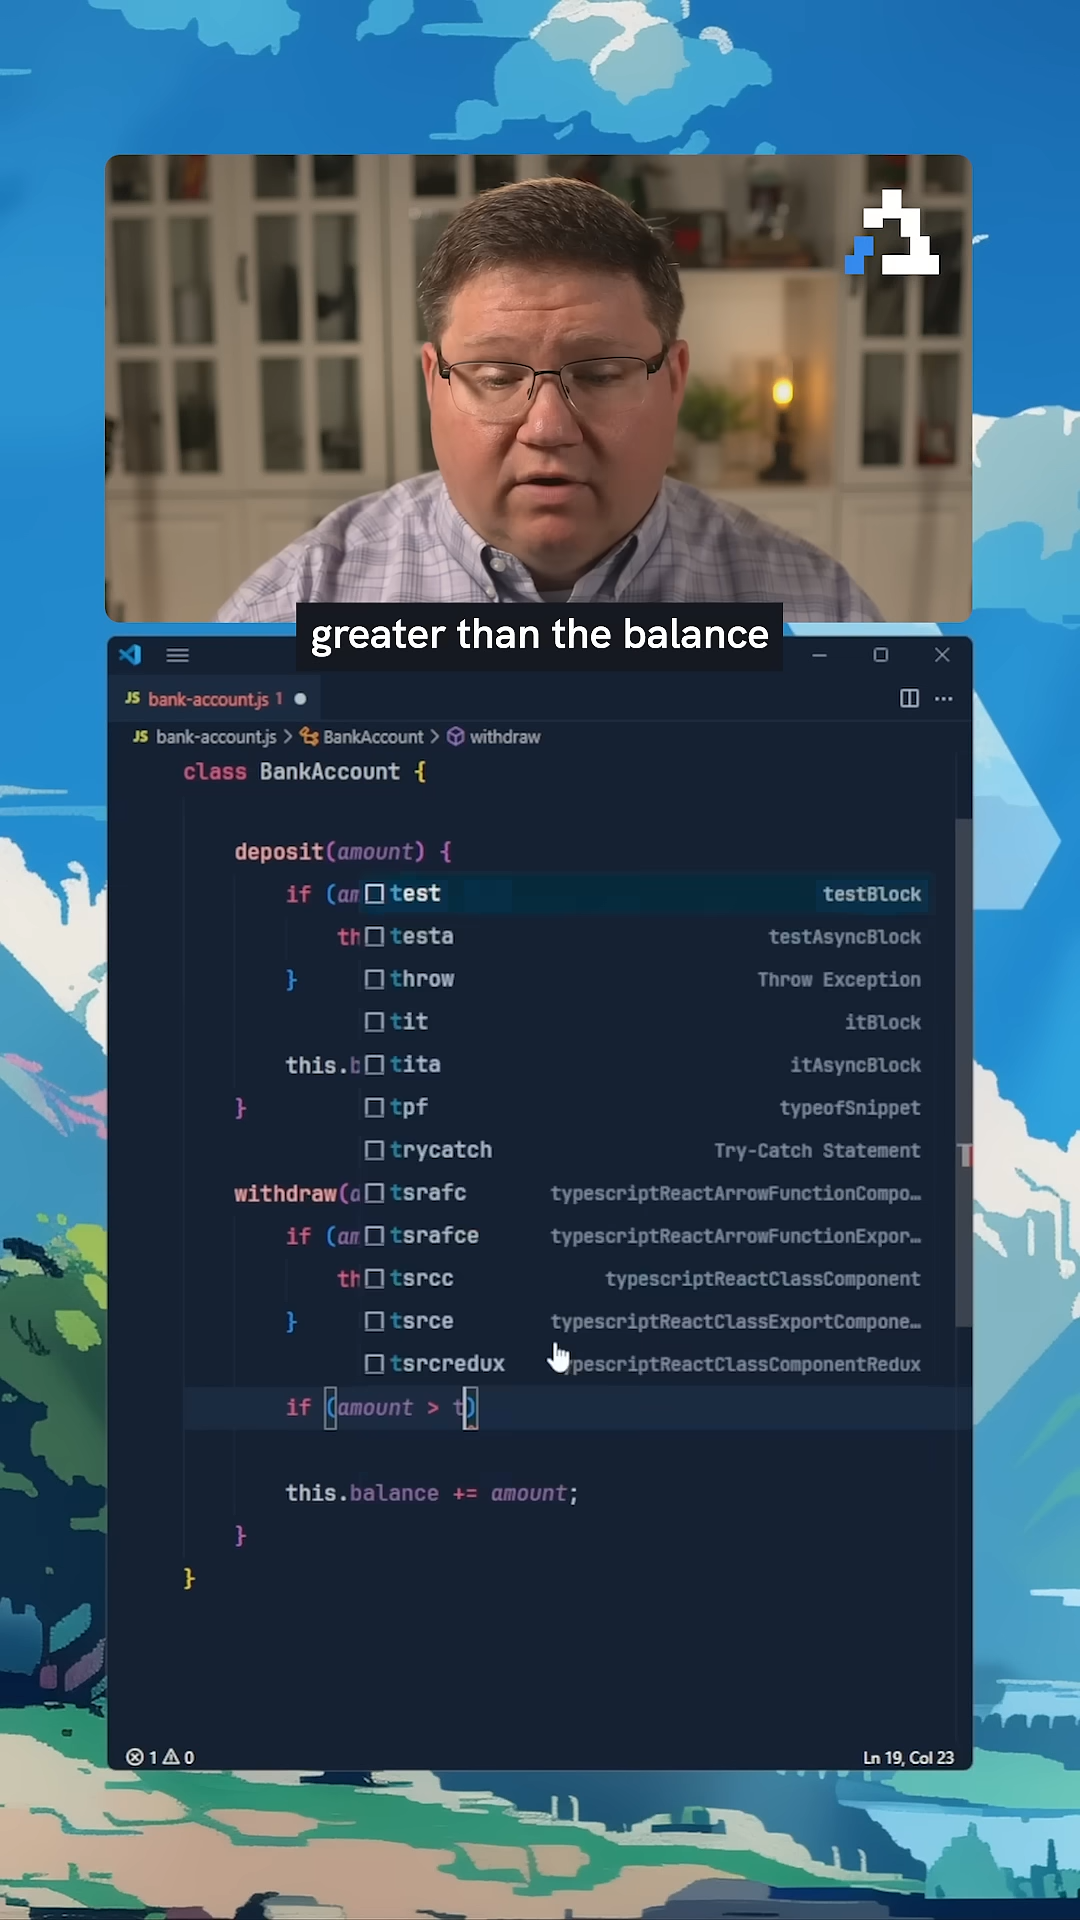 greater than the balance
JS bank-account.js 1
JS bank-account.js > BankAccount > withdraw
class BankAccount {
deposit(amount) {
if (am
test testBlock
th
testa testAsyncBlock
}
throw Throw Exception
tit itBlock
this.b
tita itAsyncBlock
}
tpf typeofSnippet
trycatch Try-Catch Statement
withdraw(a
tsrafc typescriptReactArrowFunctionCompo…
if (am
tsrafce typescriptReactArrowFunctionExpor…
th
tsrcc typescriptReactClassComponent
}
tsrce typescriptReactClassExportCompone…
tsrcredux ypescriptReactClassComponentRedux
if (amount > t)
this.balance += amount;
}
}
1 0
Ln 19, Col 23